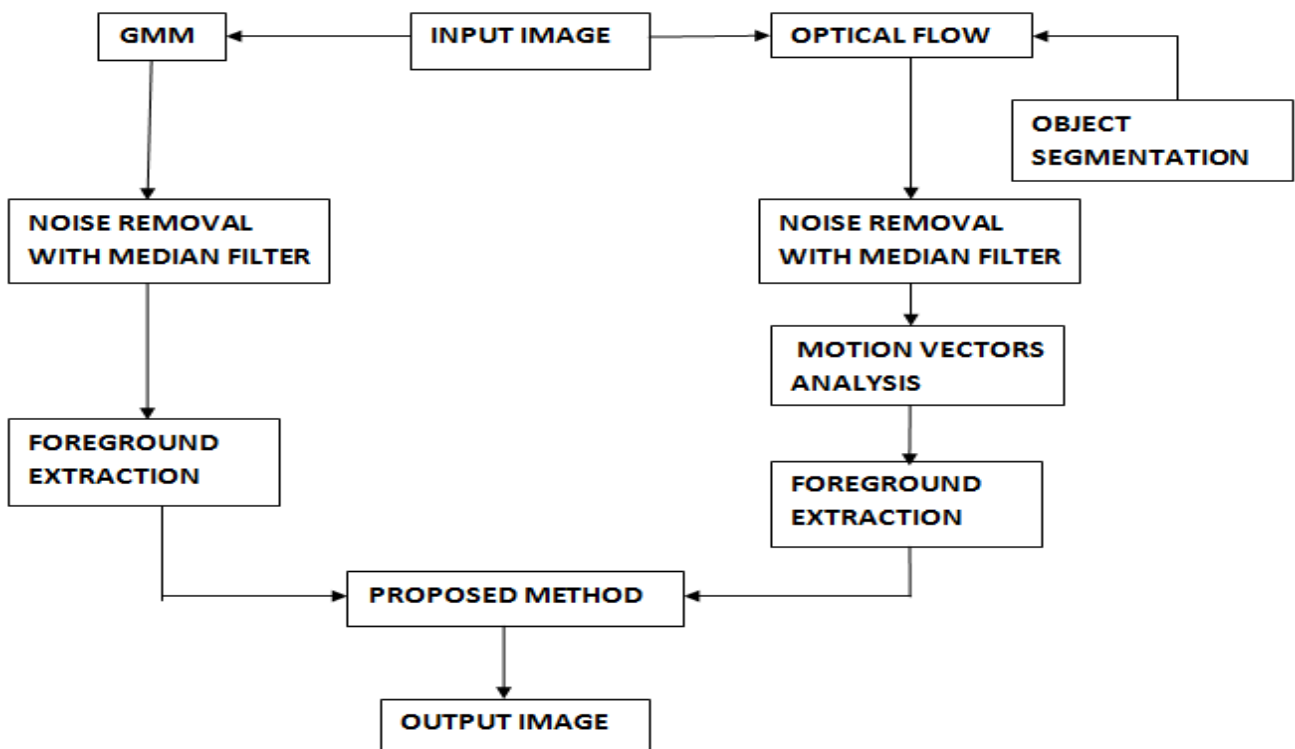 GMM
INPUT IMAGE
OPTICAL FLOW
OBJECT
SEGMENTATION
NOISE REMOVAL
WITH MEDIAN FILTER
NOISE REMOVAL
WITH MEDIAN FILTER
MOTION VECTORS
ANALYSIS
FOREGROUND
EXTRACTION
FOREGROUND
EXTRACTION
PROPOSED METHOD
OUTPUT IMAGE